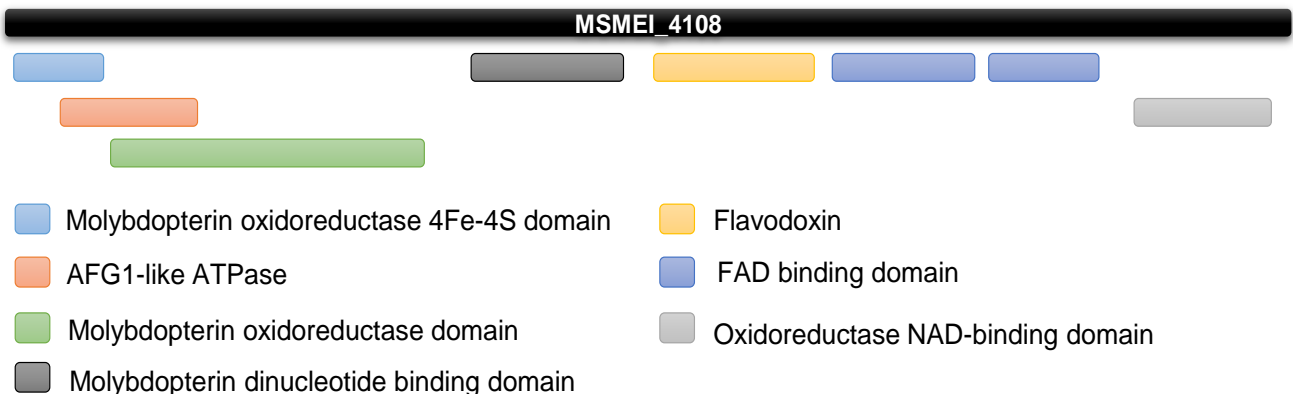 MSMEI_4108
Molybdopterin oxidoreductase 4Fe-4S domain
AFG1-like ATPase
Molybdopterin oxidoreductase domain
Molybdopterin dinucleotide binding domain
Flavodoxin
FAD binding domain
Oxidoreductase NAD-binding domain